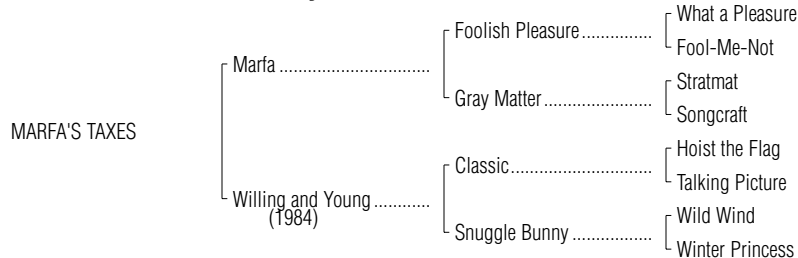 What a Pleasure
Foolish Pleasure..............
Fool-Me-Not
Marfa ...............................
Stratmat
Gray Matter.....................
Songcraft
MARFA'S TAXES
Hoist the Flag
Classic............................
Talking Picture
Willing and Young............
(1984)
Wild Wind
Snuggle Bunny ................
Winter Princess